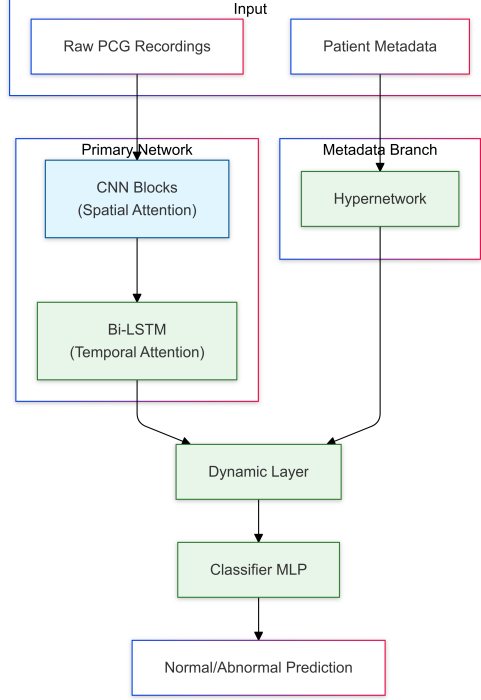 Input
Raw PCG Recordings
Patient Metadata
Primary Network
Metadata Branch
CNN Blocks
(Spatial Attention)
Hypernetwork
Bi-LSTM
(Temporal Attention)
Dynamic Layer
Classifier MLP
Normal/Abnormal Prediction